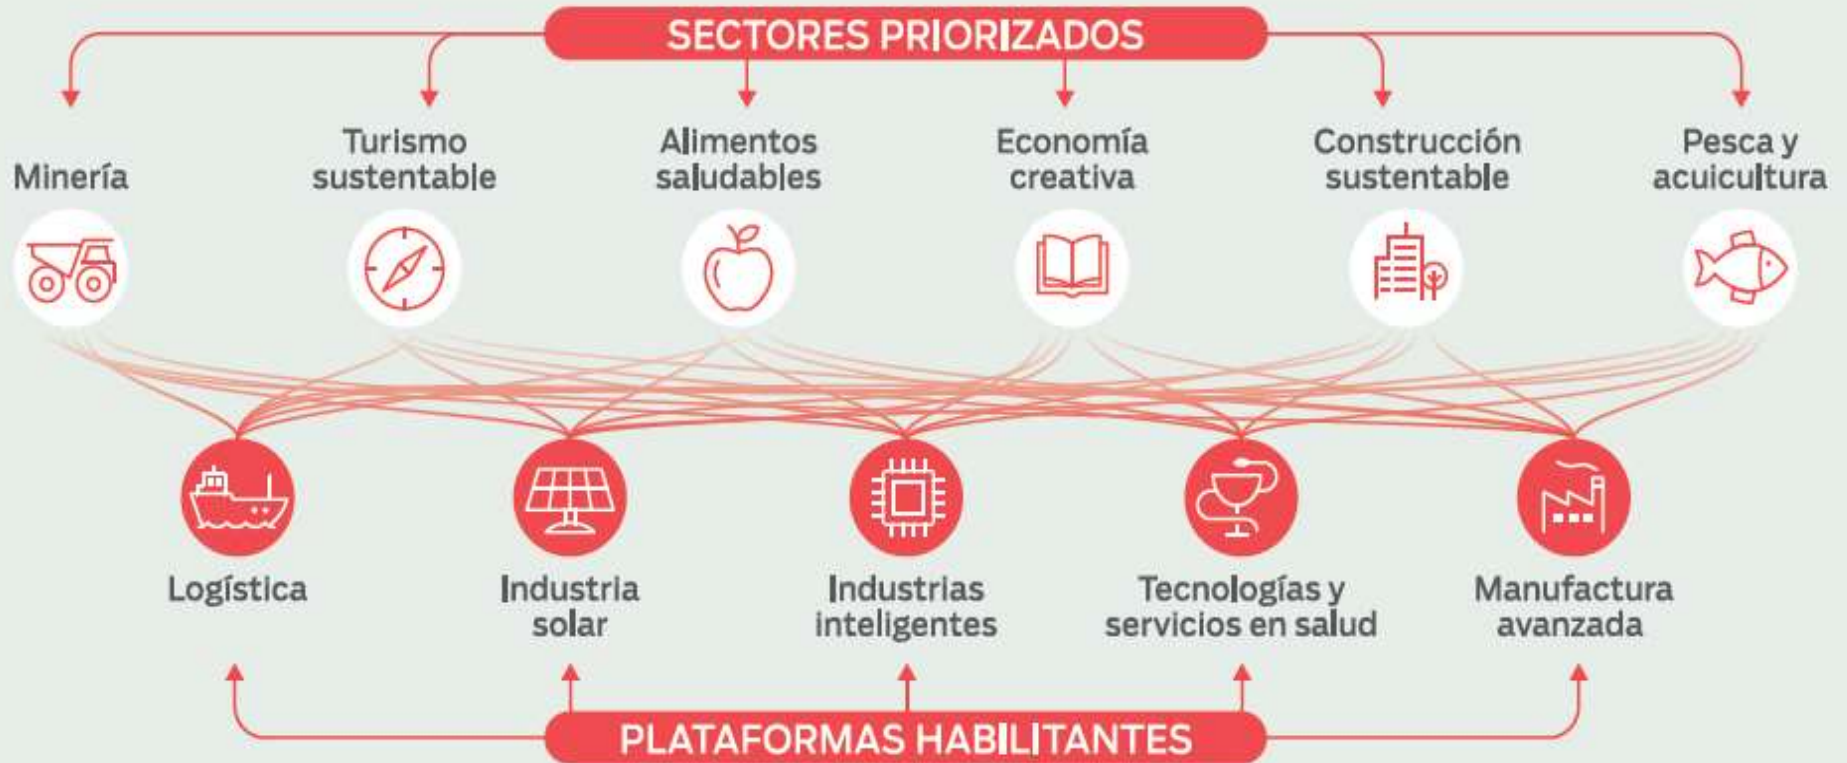 SECTORES PRIORIZADOS
Minería
Turismo
sustentable
Alimentos
saludables
Economía
creativa
Construcción
sustentable
Pesca y
acuicultura
Logística
Industria
solar
Industrias
inteligentes
Tecnologías y
servicios en salud
Manufactura
avanzada
PLATAFORMAS HABILITANTES